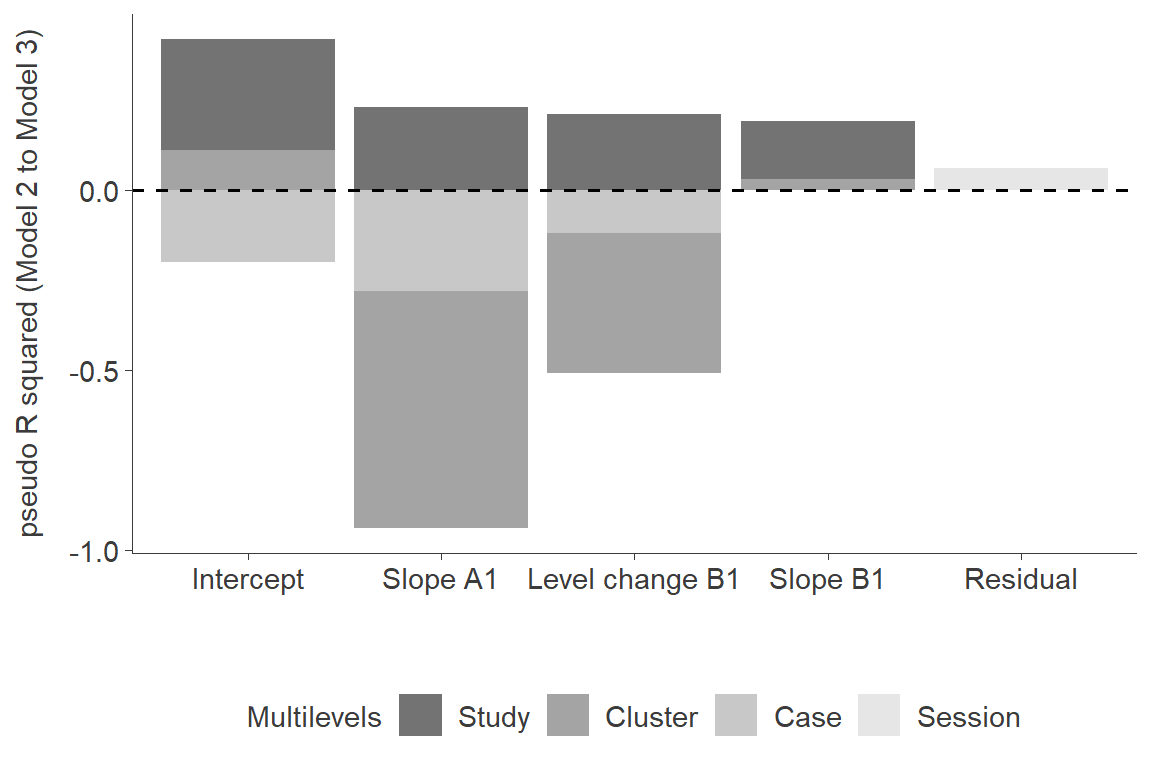 pseudo R squared (Model 2 to Model 3)
0.0
-0.5
-1.0
Intercept
Slope A1
Level change B1
Slope B1
Residual
Multilevels
Study
Cluster
Case
Session